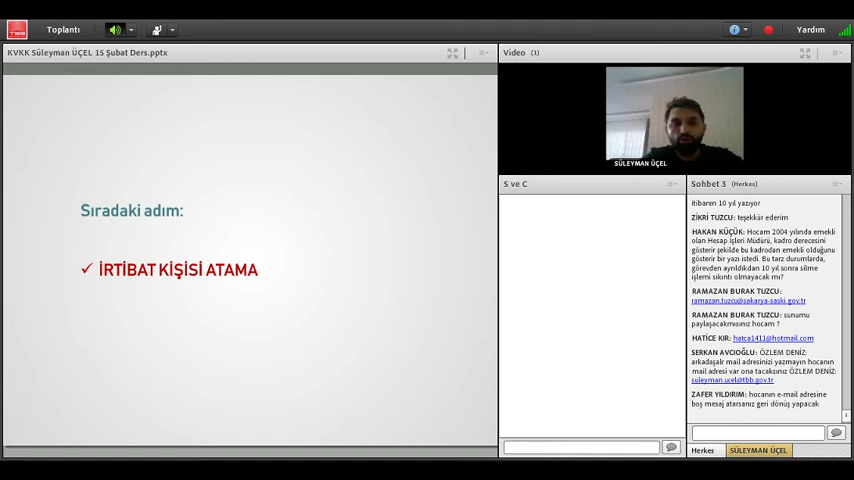 TBB
Toplantı
Yardım
KVKK Süleyman ÜÇEL 15 Şubat Ders.pptx
Sıradaki adım:
✓ İRTİBAT KİŞİSİ ATAMA
Video (1)
SÜLEYMAN ÜÇEL
S ve C
Sohbet 3 (Herkes)
itibaren 10 yıl yazıyor
ZİKRİ TUZCU: teşekkür ederim
HAKAN KÜÇÜK: Hocam 2004 yılında emekli
olan Hesap İşleri Müdürü, kadro derecesini
gösterir şekilde bu kadrodan emekli olduğunu
gösterir bir yazı istedi. Bu tarz durumlarda,
görevden ayrıldıkdan 10 yıl sonra silme
işlemi sıkıntı olmayacak mı?
RAMAZAN BURAK TUZCU:
ramazan.tuzcu@sakarya-saski.gov.tr
RAMAZAN BURAK TUZCU: sunumu
paylaşacakmısınız hocam ?
HATİCE KIR: hatca1411@hotmail.com
SERKAN AVCIOĞLU: ÖZLEM DENİZ:
arkadaşalr mail adresinizi yazmayın hocanın
mail adresi var ona tacaksınız ÖZLEM DENİZ:
suleyman.ucel@tbb.gov.tr
ZAFER YILDIRIM: hocanın e-mail adresine
boş mesaj atarsanız geri dönüş yapacak
Herkes
SÜLEYMAN ÜÇEL